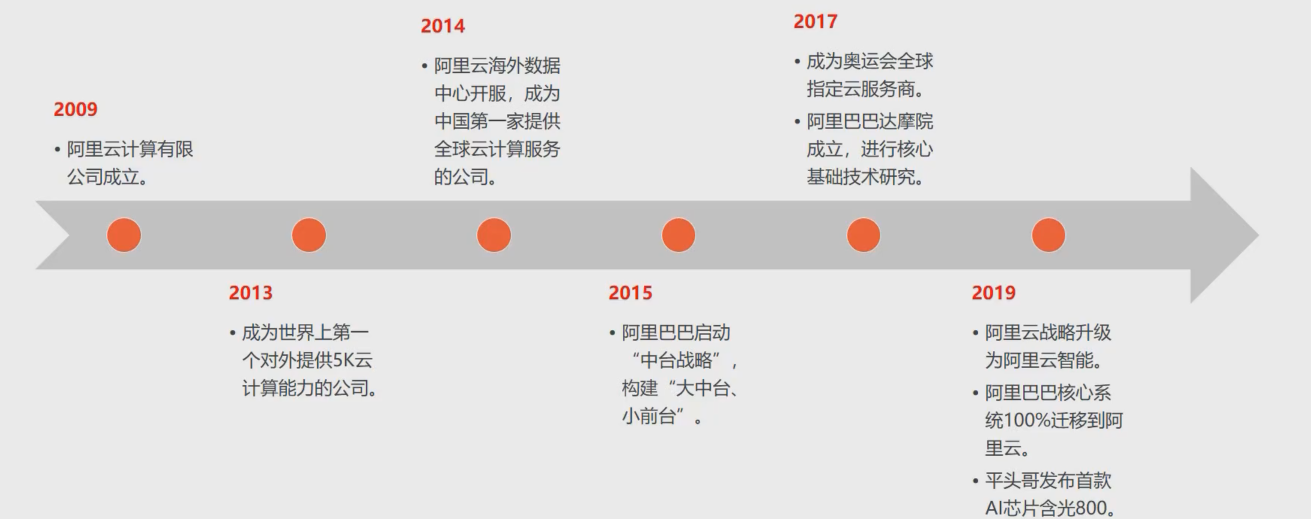 2009
• 阿里云计算有限
公司成立。
2013
• 成为世界上第一
个对外提供5K云
计算能力的公司。
2014
• 阿里云海外数据
中心开服，成为
中国第一家提供
全球云计算服务
的公司。
2015
• 阿里巴巴启动
“中台战略”，
构建“大中台、
小前台”。
2017
• 成为奥运会全球
指定云服务商。
• 阿里巴巴达摩院
成立，进行核心
基础技术研究。
2019
• 阿里云战略升级
为阿里云智能。
• 阿里巴巴核心系
统100%迁移到阿
里云。
• 平头哥发布首款
AI芯片含光800。